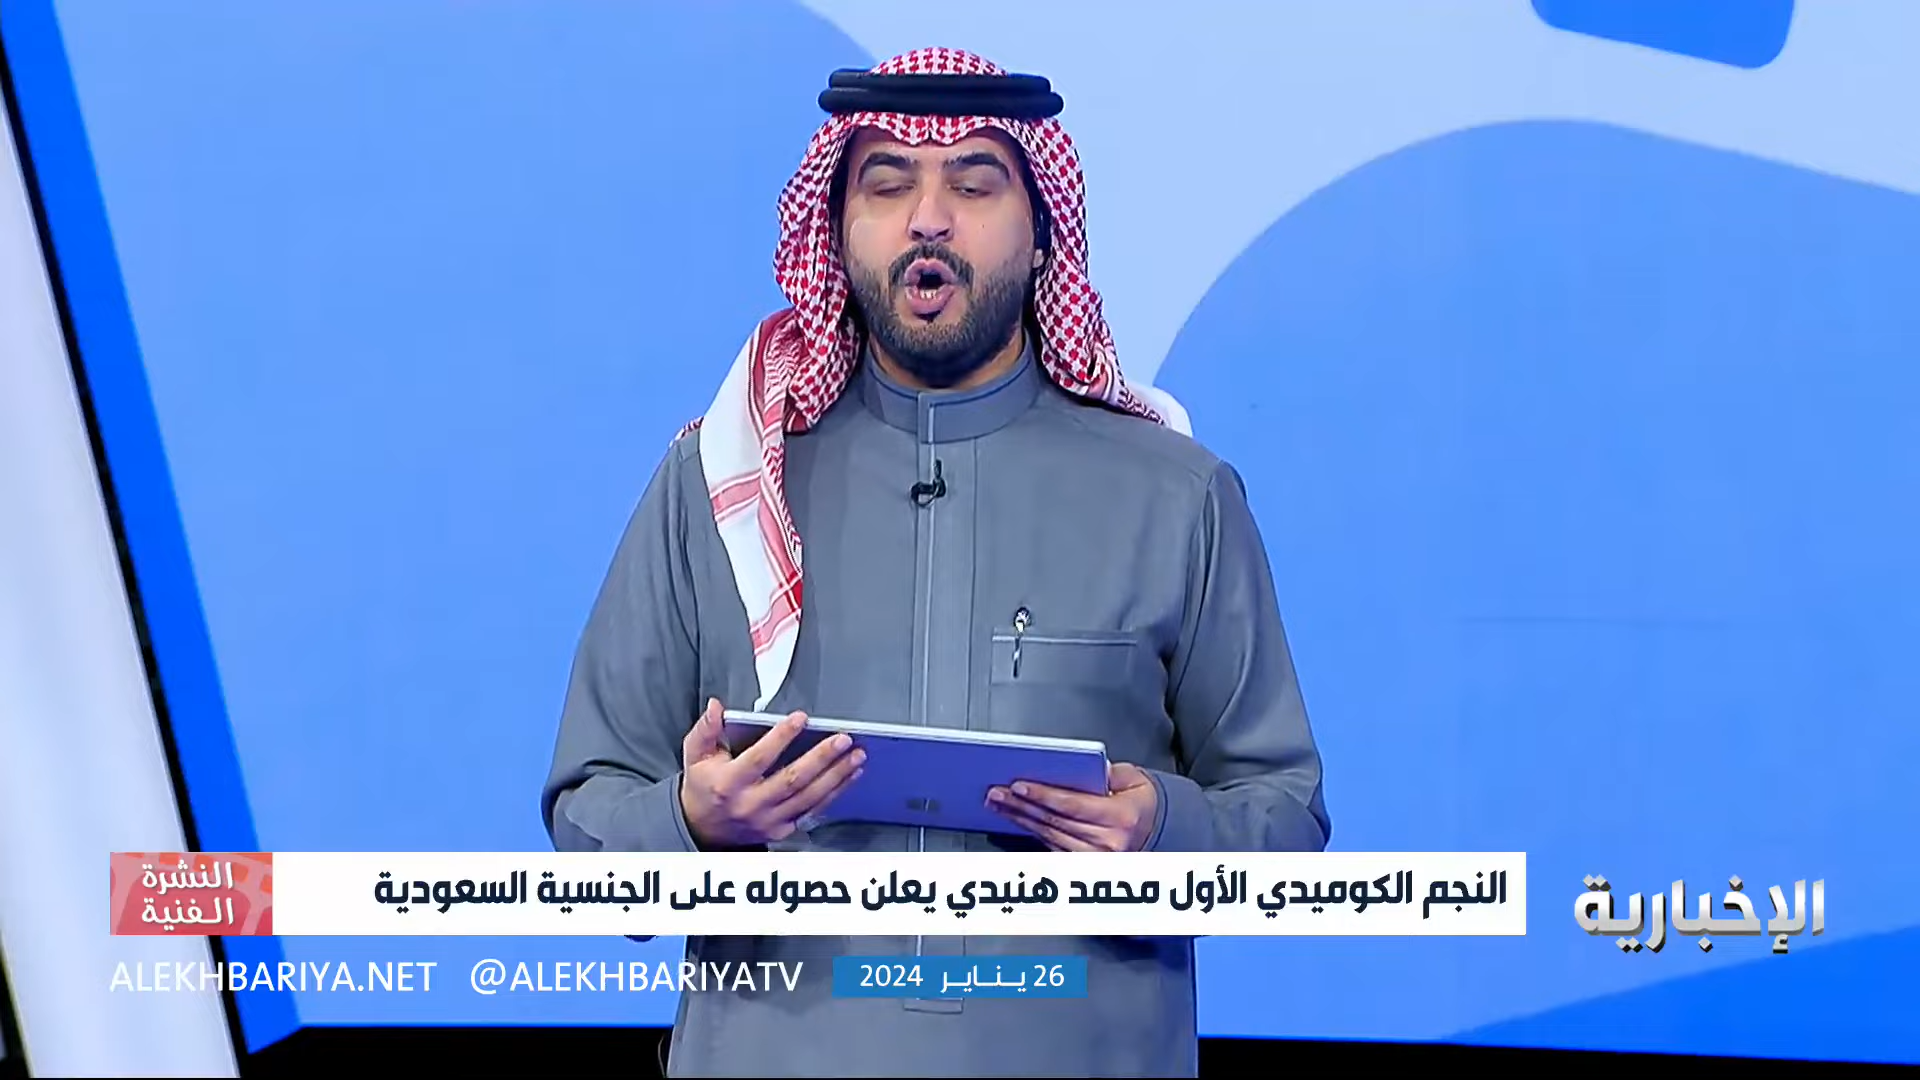 النجم الكوميدي الأول محمد هنيدي يعلن حصوله على الجنسية السعودية
النشرة
الفنية
الإخبارية
ALEKHBARIYA.NET @ALEKHBARIYATV
26 يناير 2024